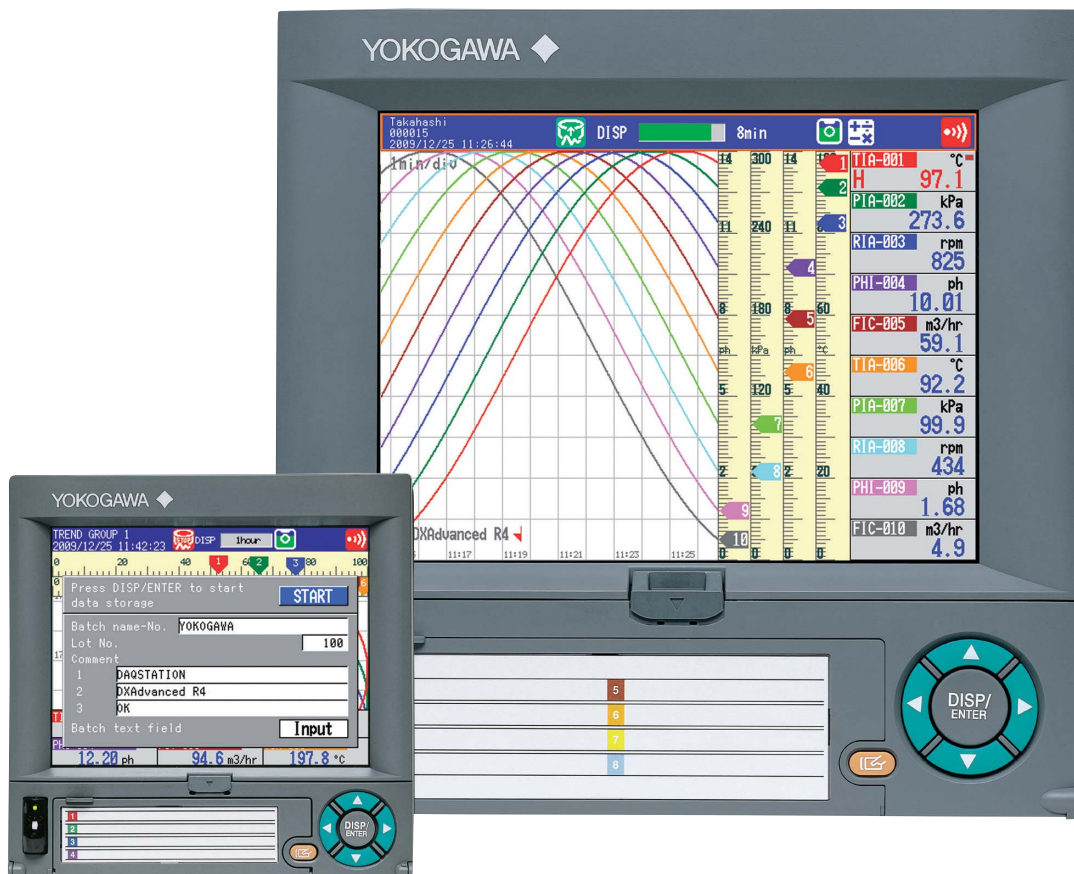 YOKOGAWA
Takahashi
000015
2009/12/25 11:26:44
DISP
8min
1min/div
14 300 14 100
11 240 11
8 180 8 60
ph kPa ph °C
5 120 5 40
2 2 20
0 0 0 0
1
2
3
4
5
6
7
8
9
10
TIA-001 °C
H 97.1
PIA-002 kPa
273.6
RIA-003 rpm
825
PHI-004 ph
10.01
FIC-005 m3/hr
59.1
TIA-006 °C
92.2
PIA-007 kPa
99.9
RIA-008 rpm
434
PHI-009 ph
1.68
FIC-010 m3/hr
4.9
DXAdvanced R4
11:17 11:19 11:21 11:23 11:25
5
6
7
8
DISP/
ENTER
YOKOGAWA
TREND GROUP 1
2009/12/25 11:42:23
DISP
1hour
0 20 40 80 100
1 2 3
0 6
Press DISP/ENTER to start
data storage
START
Batch name-No. YOKOGAWA
Lot No. 100
Comment
1 DAQSTATION
2 DXAdvanced R4
3 OK
Batch text field Input
12.20 ph 94.6 m3/hr 197.8 °C
1
2
3
4
DISP/
ENTER